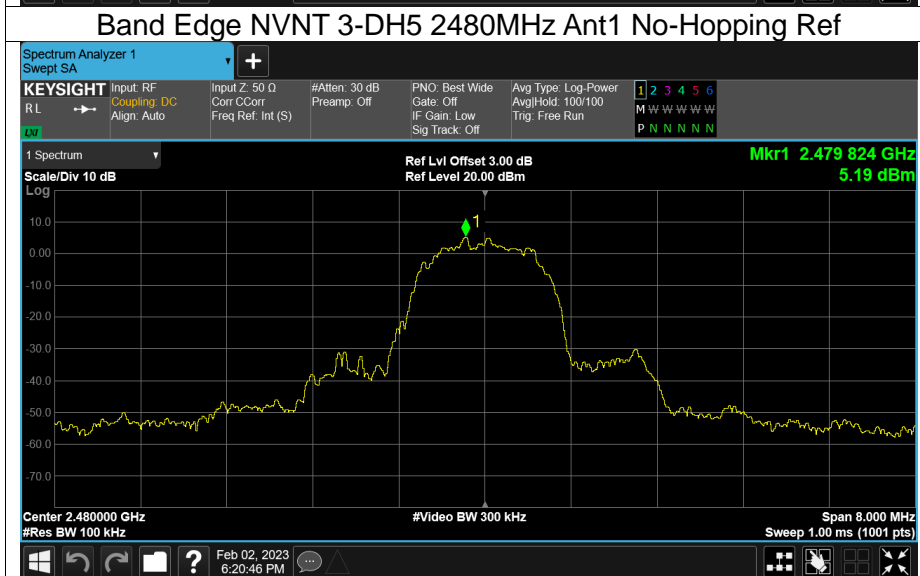 Band Edge NVNT 3-DH5 2480MHz Ant1 No-Hopping Ref
Spectrum Analyzer 1
Swept SA
+
KEYSIGHT Input: RF Input Z: 50 Ω #Atten: 30 dB PNO: Best Wide Avg Type: Log-Power 1 2 3 4 5 6
R L Coupling: DC Corr CCorr Preamp: Off Gate: Off Avg|Hold: 100/100 M W W W W W
Align: Auto Freq Ref: Int (S) IF Gain: Low Trig: Free Run
LXI Sig Track: Off P N N N N N
1 Spectrum Ref Lvl Offset 3.00 dB Mkr1 2.479 824 GHz
Scale/Div 10 dB Ref Level 20.00 dBm 5.19 dBm
Log
1
10.0
0.00
-10.0
-20.0
-30.0
-40.0
-50.0
-60.0
-70.0
Center 2.480000 GHz #Video BW 300 kHz Span 8.000 MHz
#Res BW 100 kHz Sweep 1.00 ms (1001 pts)
? Feb 02, 2023
6:20:46 PM